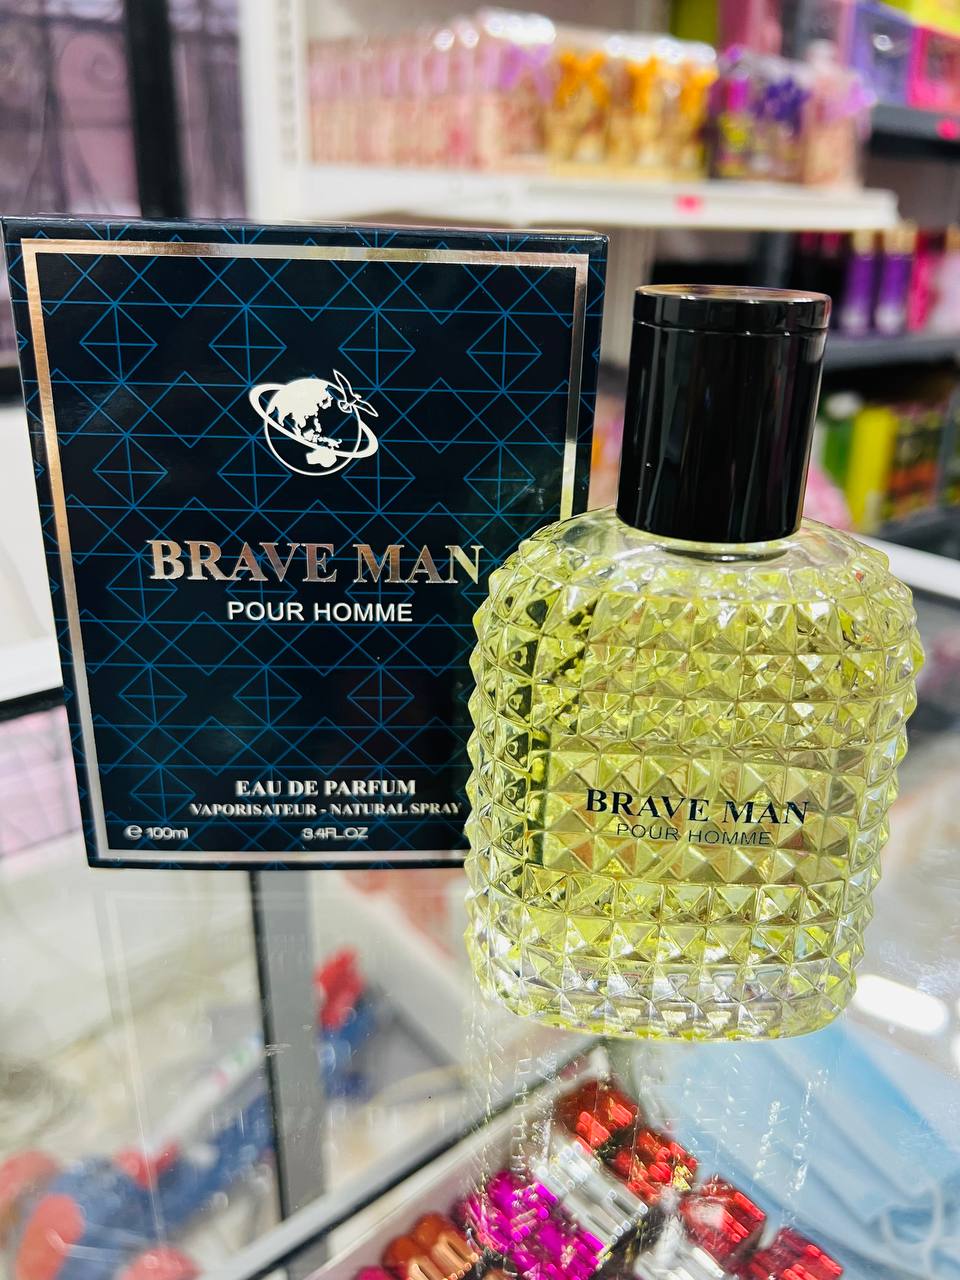 BRAVE MAN
POUR HOMME
EAU DE PARFUM
VAPORISATEUR - NATURAL SPRAY
e 100ml 3.4FL.OZ
BRAVE MAN
POUR HOMME